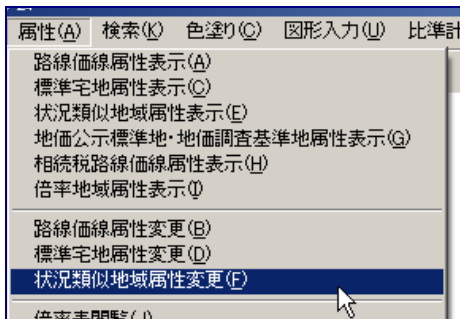 属性(A) 検索(K) 色塗り(C) 図形入力(U) 比準計
路線価線属性表示(A)
標準宅地属性表示(C)
状況類似地域属性表示(E)
地価公示標準地・地価調査基準地属性表示(G)
相続税路線価線属性表示(H)
倍率地域属性表示(I)
路線価線属性変更(B)
標準宅地属性変更(D)
状況類似地域属性変更(F)
倍率表閲覧(J)